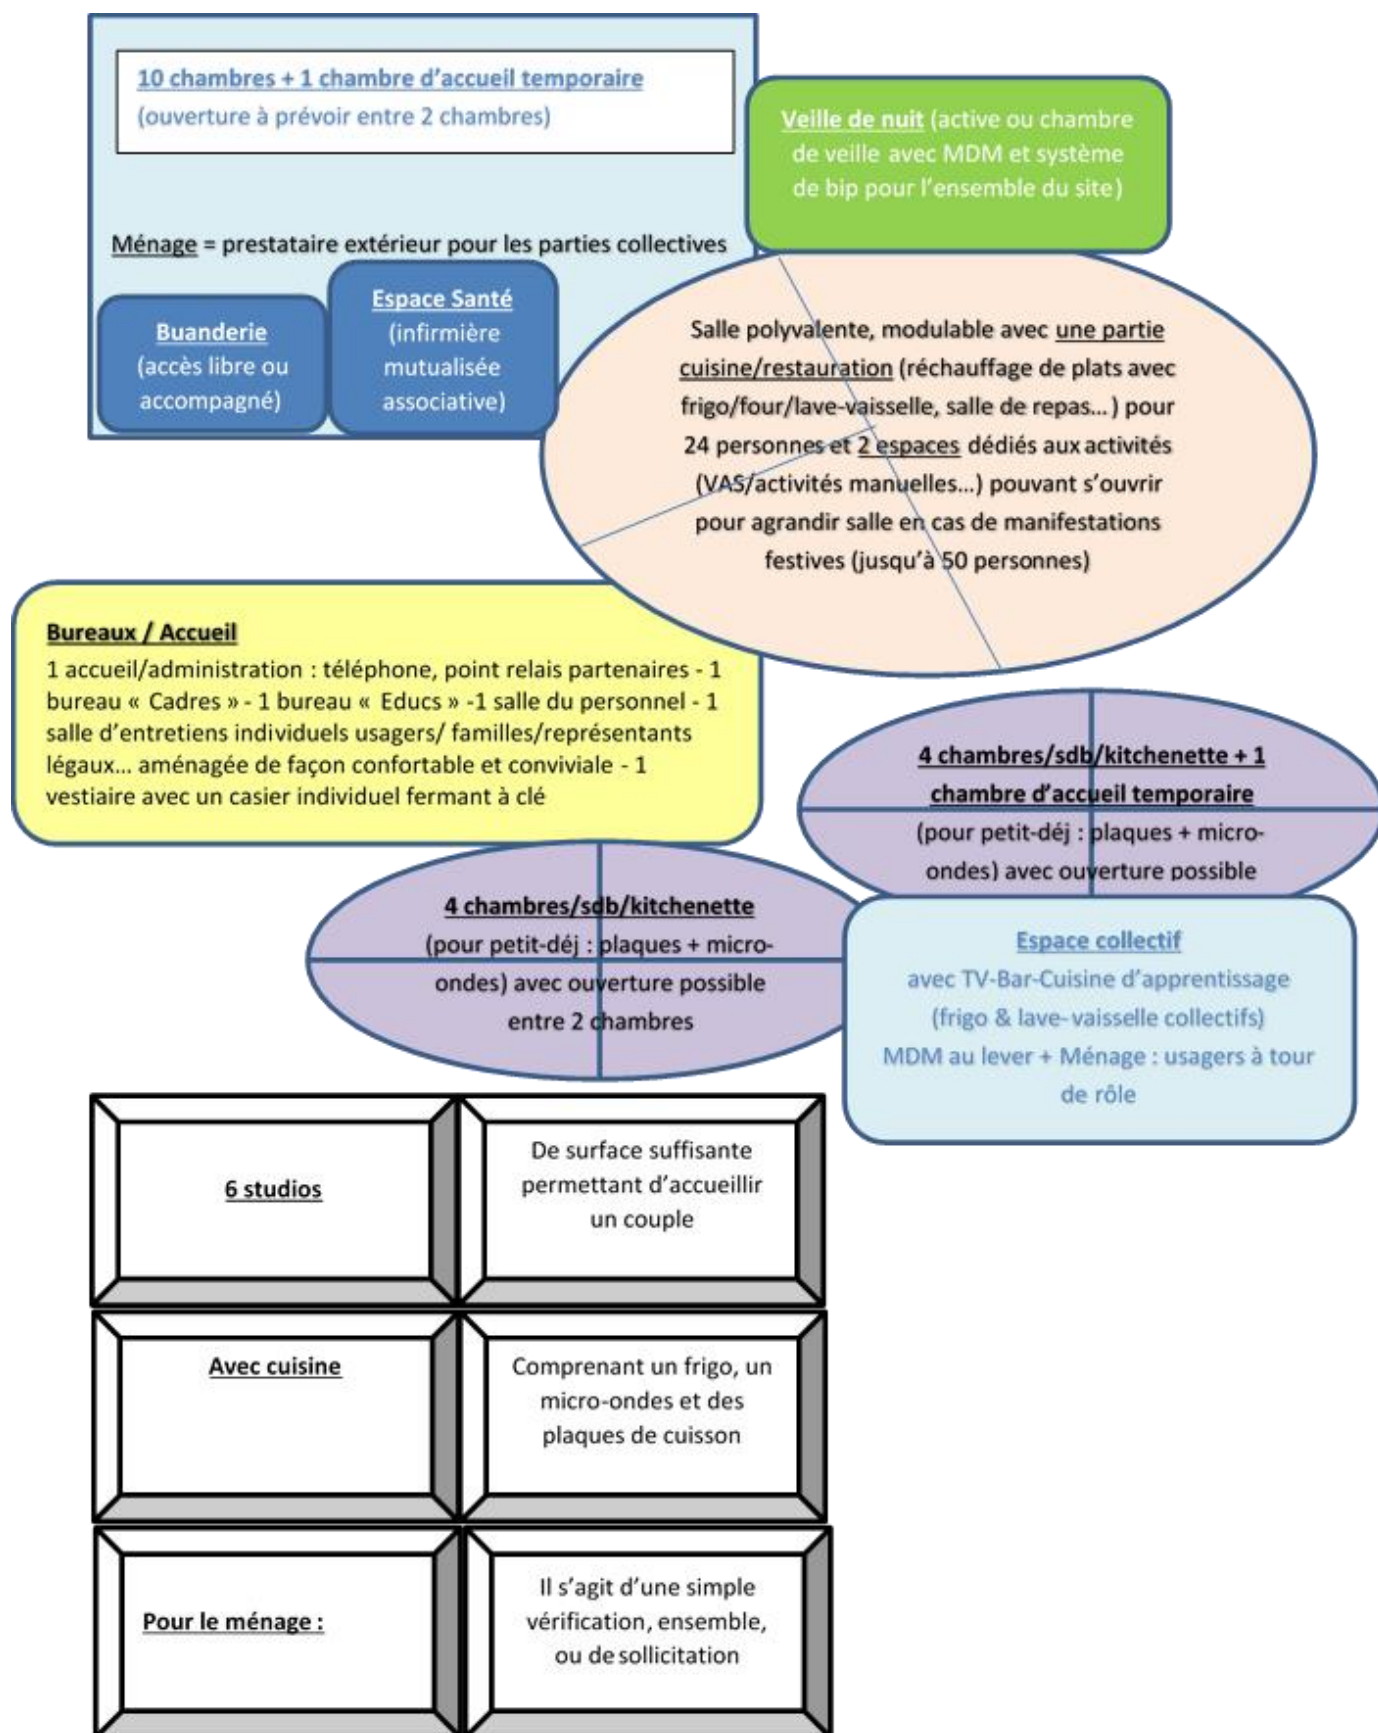 10 chambres + 1 chambre d’accueil temporaire
(ouverture à prévoir entre 2 chambres)
Veille de nuit (active ou chambre
de veille avec MDM et système
de bip pour l’ensemble du site)
Ménage = prestataire extérieur pour les parties collectives
Buanderie
(accès libre ou
accompagné)
Espace Santé
(infirmière
mutualisée
associative)
Salle polyvalente, modulable avec une partie
cuisine/restauration (réchauffage de plats avec
frigo/four/lave-vaisselle, salle de repas…) pour
24 personnes et 2 espaces dédiés aux activités
(VAS/activités manuelles…) pouvant s’ouvrir
pour agrandir salle en cas de manifestations
festives (jusqu’à 50 personnes)
Bureaux / Accueil
1 accueil/administration : téléphone, point relais partenaires - 1
bureau « Cadres » - 1 bureau « Educs » -1 salle du personnel - 1
salle d’entretiens individuels usagers/ familles/représentants
légaux… aménagée de façon confortable et conviviale - 1
vestiaire avec un casier individuel fermant à clé
4 chambres/sdb/kitchenette + 1
chambre d’accueil temporaire
(pour petit-déj : plaques + micro-
ondes) avec ouverture possible
4 chambres/sdb/kitchenette
(pour petit-déj : plaques + micro-
ondes) avec ouverture possible
entre 2 chambres
Espace collectif
avec TV-Bar-Cuisine d’apprentissage
(frigo & lave-vaisselle collectifs)
MDM au lever + Ménage : usagers à tour
de rôle
6 studios
De surface suffisante
permettant d’accueillir
un couple
Avec cuisine
Comprenant un frigo, un
micro-ondes et des
plaques de cuisson
Pour le ménage :
Il s’agit d’une simple
vérification, ensemble,
ou de sollicitation